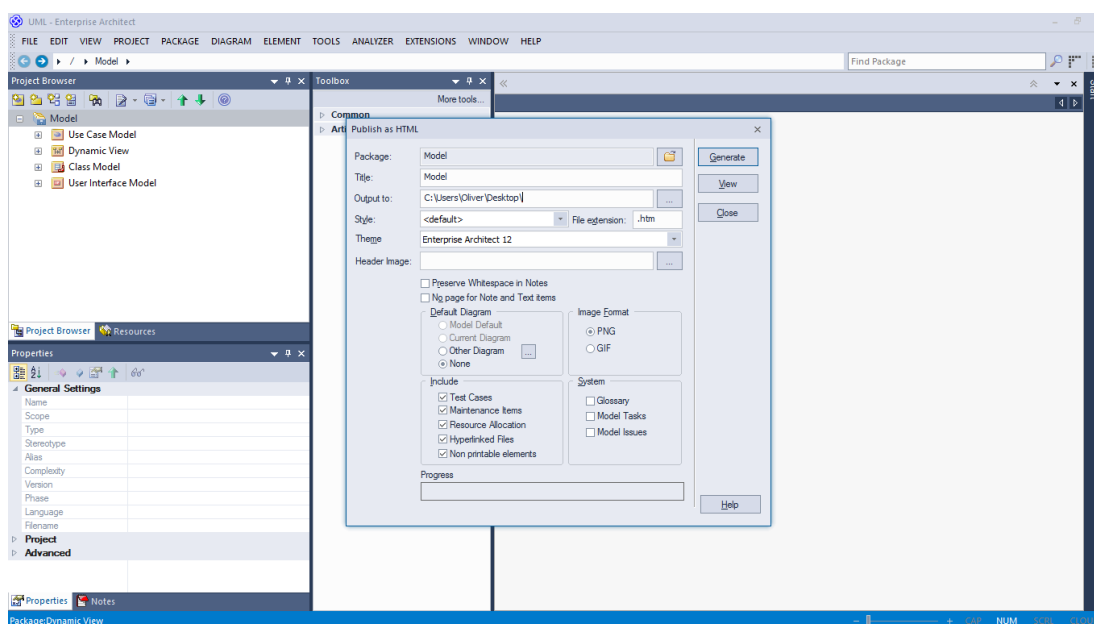 UML - Enterprise Architect
FILE EDIT VIEW PROJECT PACKAGE DIAGRAM ELEMENT TOOLS ANALYZER EXTENSIONS WINDOW HELP
/ Model
Find Package
Project Browser
Model
Use Case Model
Dynamic View
Class Model
User Interface Model
Project Browser Resources
Properties
General Settings
Name
Scope
Type
Stereotype
Alias
Complexity
Version
Phase
Language
Filename
Project
Advanced
Properties Notes
Toolbox
More tools...
Common
Arti
Publish as HTML
Package: Model
Title: Model
Output to: C:\Users\Oliver\Desktop\ ...
Style: <default> File extension: .htm
Theme Enterprise Architect 12
Header Image: ...
Preserve Whitespace in Notes
No page for Note and Text items
Default Diagram
Model Default
Current Diagram
Other Diagram ...
None
Image Format
PNG
GIF
Include
Test Cases
Maintenance Items
Resource Allocation
Hyperlinked Files
Non printable elements
System
Glossary
Model Tasks
Model Issues
Progress
Generate
View
Close
Help
Start
Package:Dynamic View
CAP NUM SCRL CLOU